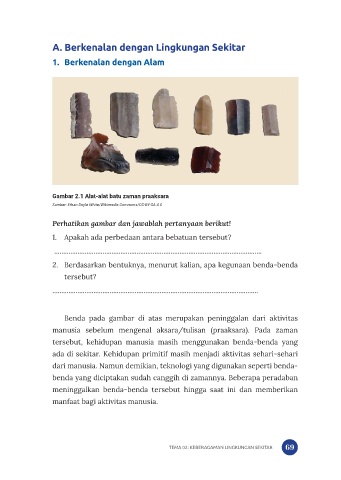 A. Berkenalan dengan Lingkungan Sekitar
1. Berkenalan dengan Alam
Gambar 2.1 Alat-alat batu zaman praaksara
Sumber: Ethan Doyle White/Wikimedia Commons/CC-BY-SA 4.0
Perhatikan gambar dan jawablah pertanyaan berikut!
1. Apakah ada perbedaan antara bebatuan tersebut?
2. Berdasarkan bentuknya, menurut kalian, apa kegunaan benda-benda
tersebut?
Benda pada gambar di atas merupakan peninggalan dari aktivitas
manusia sebelum mengenal aksara/tulisan (praaksara). Pada zaman
tersebut, kehidupan manusia masih menggunakan benda-benda yang
ada di sekitar. Kehidupan primitif masih menjadi aktivitas sehari-sehari
dari manusia. Namun demikian, teknologi yang digunakan seperti benda-
benda yang diciptakan sudah canggih di zamannya. Beberapa peradaban
meninggalkan benda-benda tersebut hingga saat ini dan memberikan
manfaat bagi aktivitas manusia.
TEMA 02: KEBERAGAMAN LINGKUNGAN SEKITAR 69